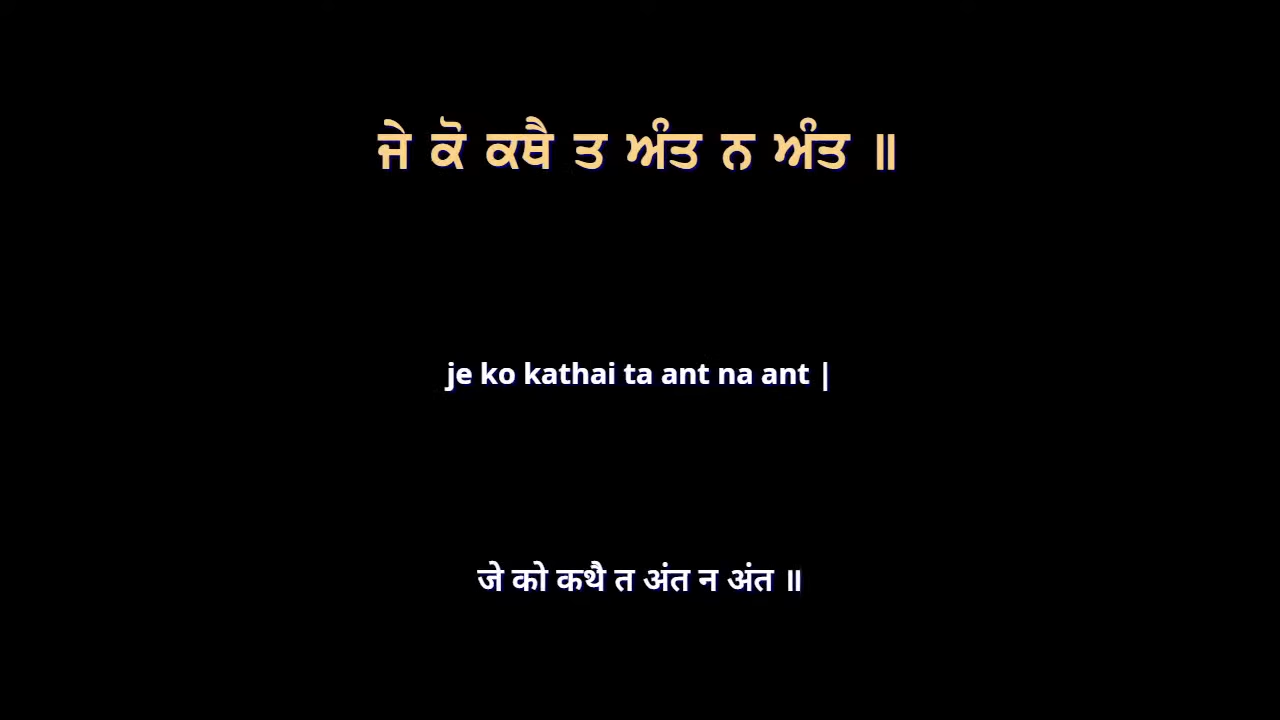 ਜੇ ਕੋ ਕਥੈ ਤ ਅੰਤ ਨ ਅੰਤ ॥
je ko kathai ta ant na ant |
जे को कथै त अंत न अंत ॥